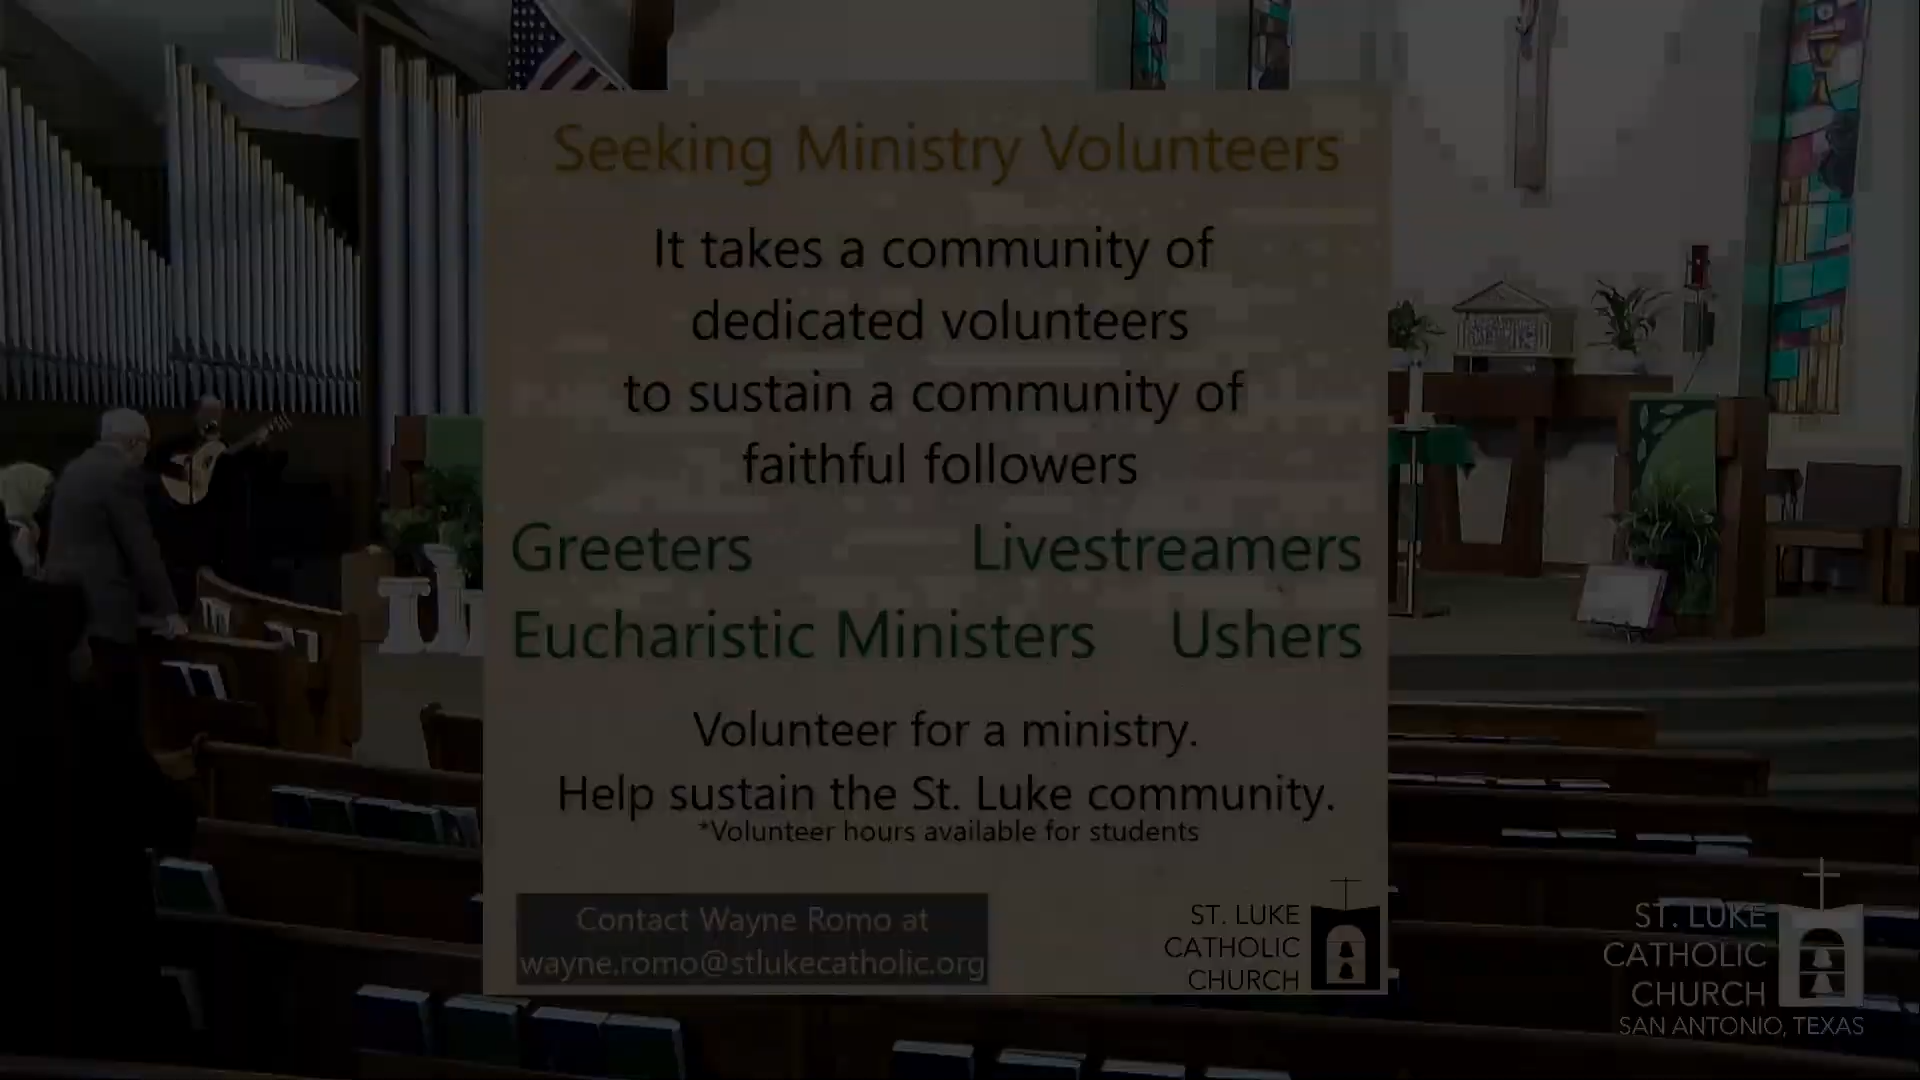 Seeking Ministry Volunteers
It takes a community of
dedicated volunteers
to sustain a community of
faithful followers
Greeters Livestreamers
Eucharistic Ministers Ushers
Volunteer for a ministry.
Help sustain the St. Luke community.
*Volunteer hours available for students
Contact Wayne Romo at
wayne.romo@stlukecatholic.org
ST. LUKE
CATHOLIC
CHURCH
ST. LUKE
CATHOLIC
CHURCH
SAN ANTONIO, TEXAS